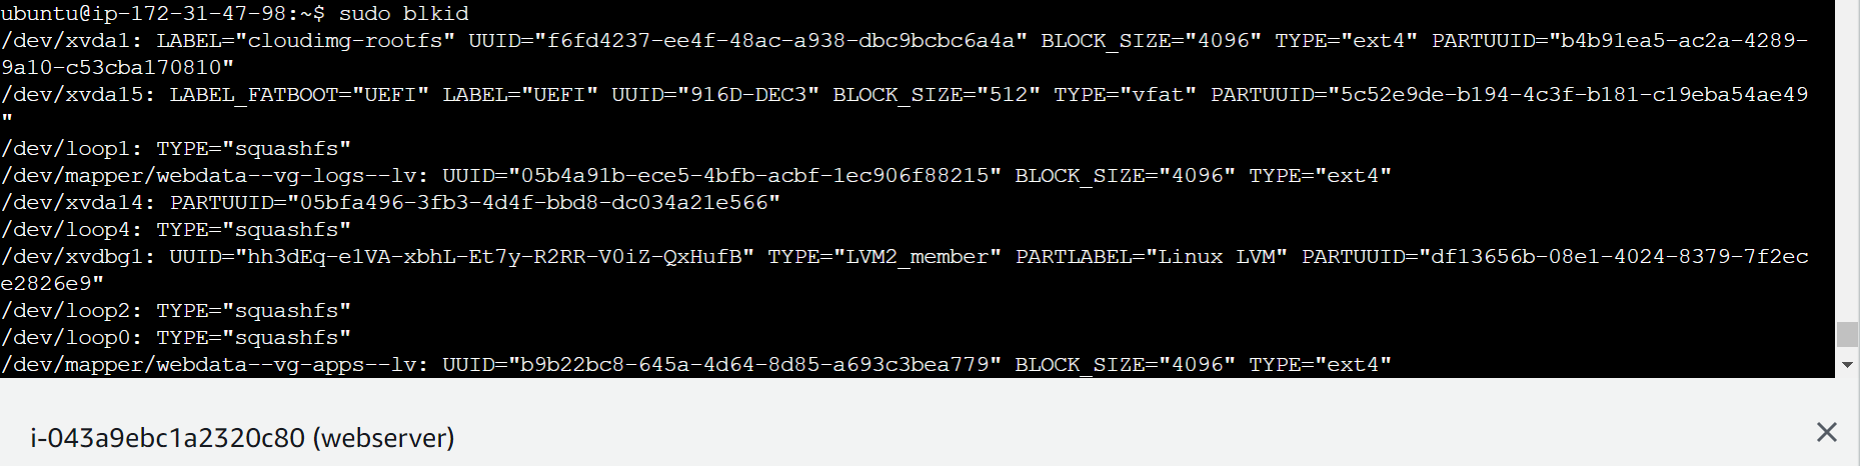 ubuntu@ip-172-31-47-98:~$ sudo blkid
/dev/xvda1: LABEL="cloudimg-rootfs" UUID="f6fd4237-ee4f-48ac-a938-dbc9bcbc6a4a" BLOCK_SIZE="4096" TYPE="ext4" PARTUUID="b4b91ea5-ac2a-4289-
9a10-c53cba170810"
/dev/xvda15: LABEL_FATBOOT="UEFI" LABEL="UEFI" UUID="916D-DEC3" BLOCK_SIZE="512" TYPE="vfat" PARTUUID="5c52e9de-b194-4c3f-b181-c19eba54ae49
"
/dev/loop1: TYPE="squashfs"
/dev/mapper/webdata--vg-logs--lv: UUID="05b4a91b-ece5-4bfb-acbf-1ec906f88215" BLOCK_SIZE="4096" TYPE="ext4"
/dev/xvda14: PARTUUID="05bfa496-3fb3-4d4f-bbd8-dc034a21e566"
/dev/loop4: TYPE="squashfs"
/dev/xvdbg1: UUID="hh3dEq-e1VA-xbhL-Et7y-R2RR-V0iZ-QxHufB" TYPE="LVM2_member" PARTLABEL="Linux LVM" PARTUUID="df13656b-08e1-4024-8379-7f2ec
e2826e9"
/dev/loop2: TYPE="squashfs"
/dev/loop0: TYPE="squashfs"
/dev/mapper/webdata--vg-apps--lv: UUID="b9b22bc8-645a-4d64-8d85-a693c3bea779" BLOCK_SIZE="4096" TYPE="ext4"
i-043a9ebc1a2320c80 (webserver)